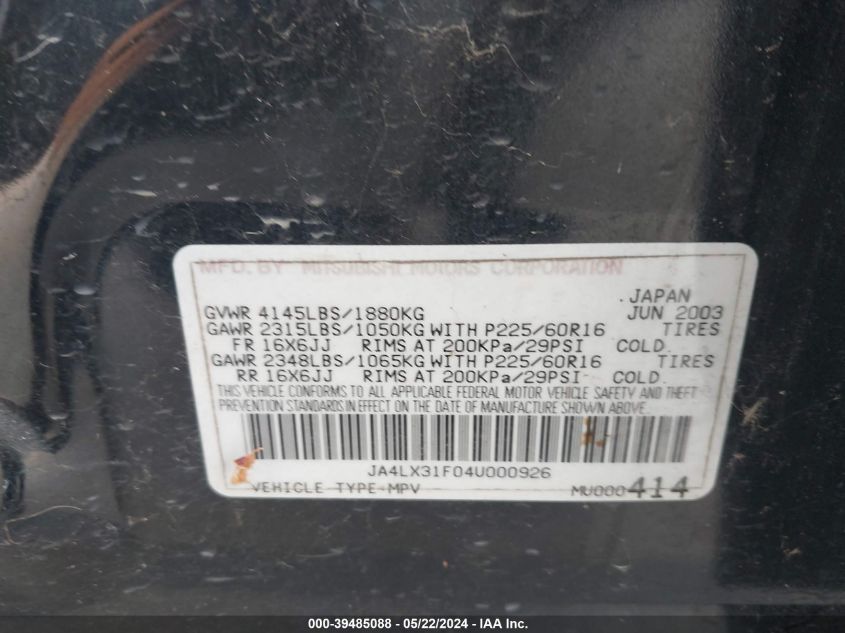 MFD. BY MITSUBISHI MOTORS CORPORATION
JAPAN
GVWR 4145LBS/1880KG JUN 2003
GAWR 2315LBS/1050KG WITH P225/60R16 TIRES
FR 16X6JJ RIMS AT 200KPa/29PSI COLD
GAWR 2348LBS/1065KG WITH P225/60R16 TIRES
RR 16X6JJ RIMS AT 200KPa/29PSI COLD
THIS VEHICLE CONFORMS TO ALL APPLICABLE FEDERAL MOTOR VEHICLE SAFETY AND THEFT
PREVENTION STANDARDS IN EFFECT ON THE DATE OF MANUFACTURE SHOWN ABOVE.
JA4LX31F04U000926
VEHICLE TYPE-MPV MU000414
000-39485088 - 05/22/2024 - IAA Inc.